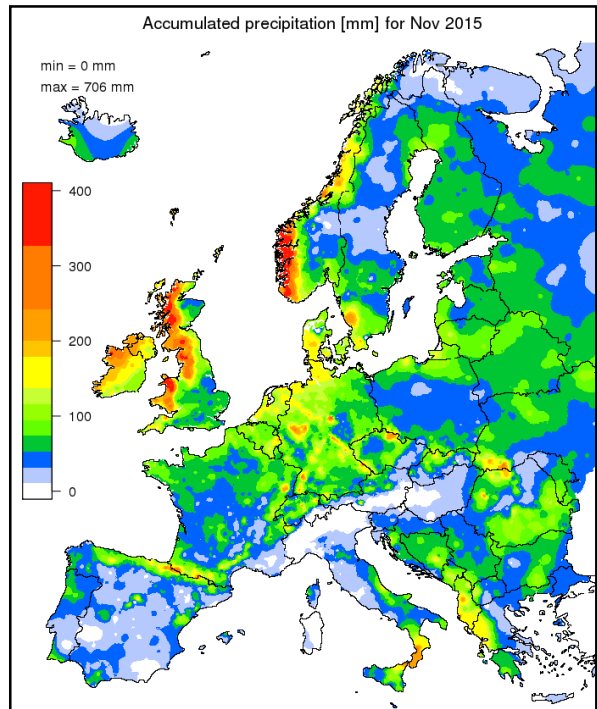 Accumulated precipitation [mm] for Nov 2015
min = 0 mm
max = 706 mm
400
300
200
100
0